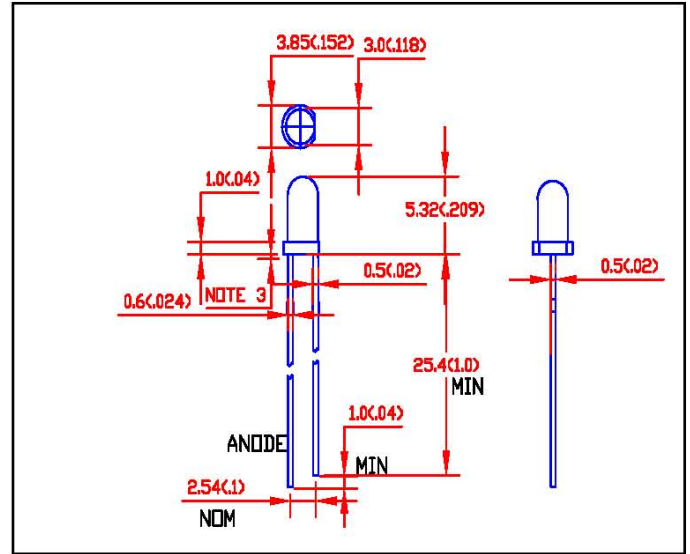 3.85(.152)
3.0(.118)
1.0(.04)
5.32(.209)
0.5(.02)
0.5(.02)
NOTE 3
0.6(.024)
25.4(1.0)
MIN
1.0(.04)
ANODE
MIN
2.54(.1)
NOM